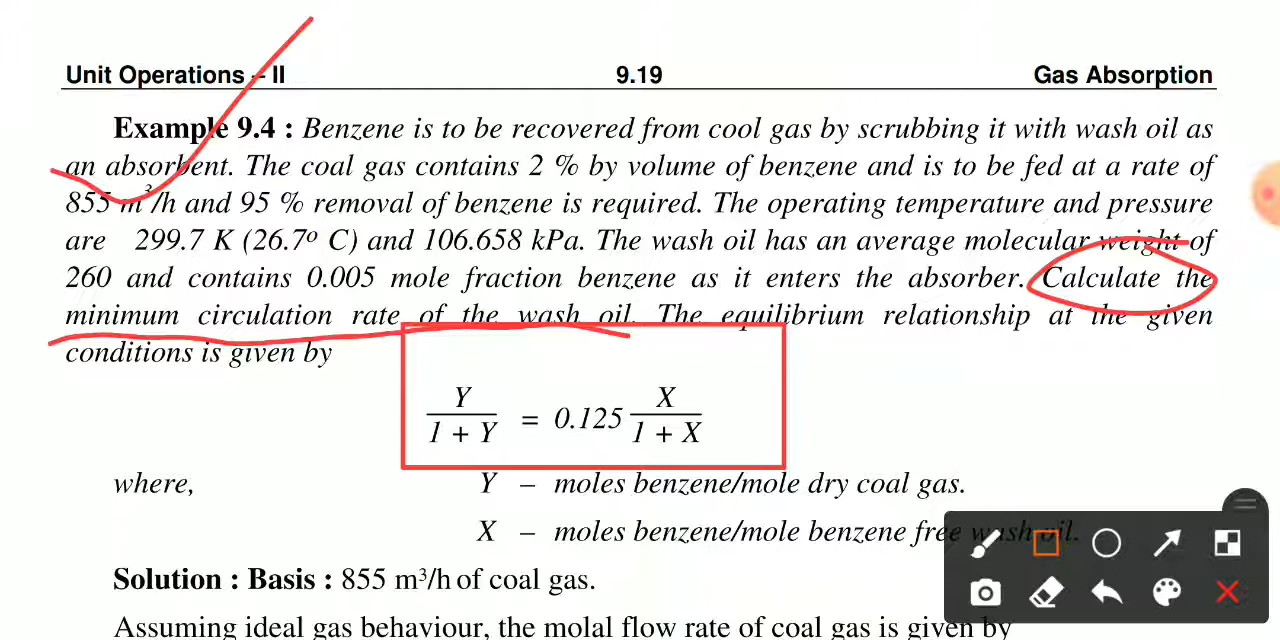 Unit Operations – II 9.19 Gas Absorption
Example 9.4 : Benzene is to be recovered from cool gas by scrubbing it with wash oil as
an absorbent. The coal gas contains 2 % by volume of benzene and is to be fed at a rate of
855 m³/h and 95 % removal of benzene is required. The operating temperature and pressure
are 299.7 K (26.7º C) and 106.658 kPa. The wash oil has an average molecular weight of
260 and contains 0.005 mole fraction benzene as it enters the absorber. Calculate the
minimum circulation rate of the wash oil. The equilibrium relationship at the given
conditions is given by
Y X
= 0.125
1 + Y 1 + X
where, Y – moles benzene/mole dry coal gas.
X – moles benzene/mole benzene free wash oil.
Solution : Basis : 855 m³/h of coal gas.
Assuming ideal gas behaviour, the molal flow rate of coal gas is given by